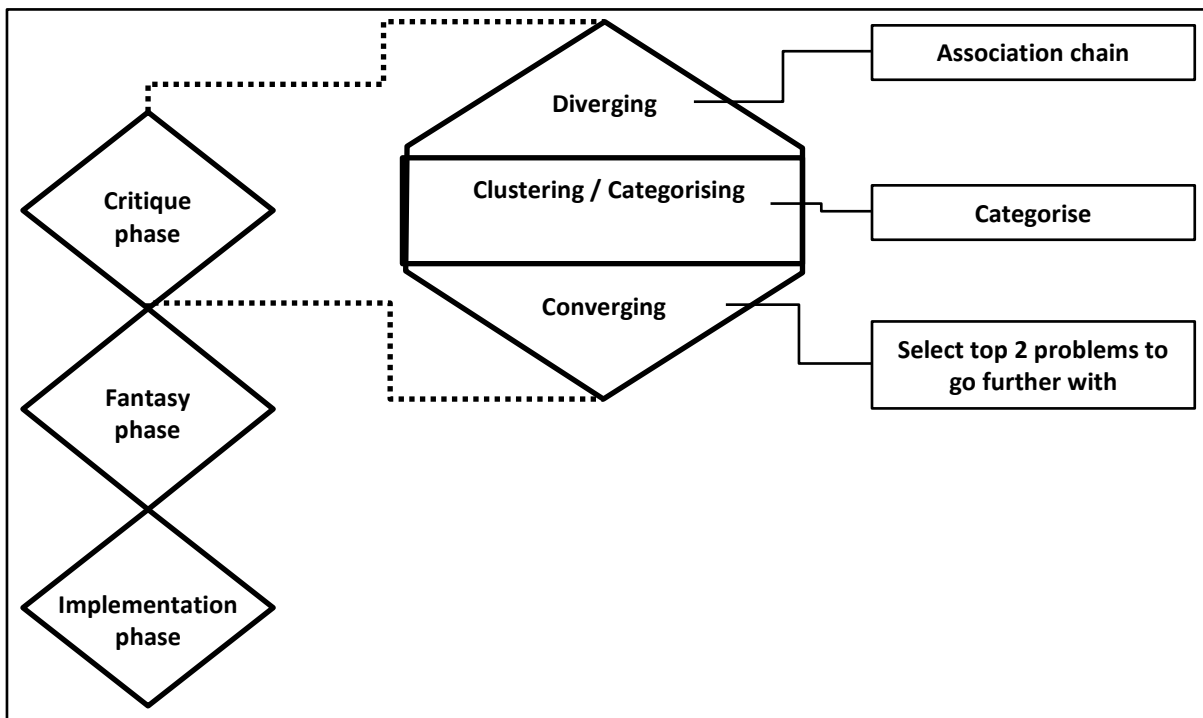 Critique
phase
Fantasy
phase
Implementation
phase
Diverging
Clustering / Categorising
Converging
Association chain
Categorise
Select top 2 problems to
go further with